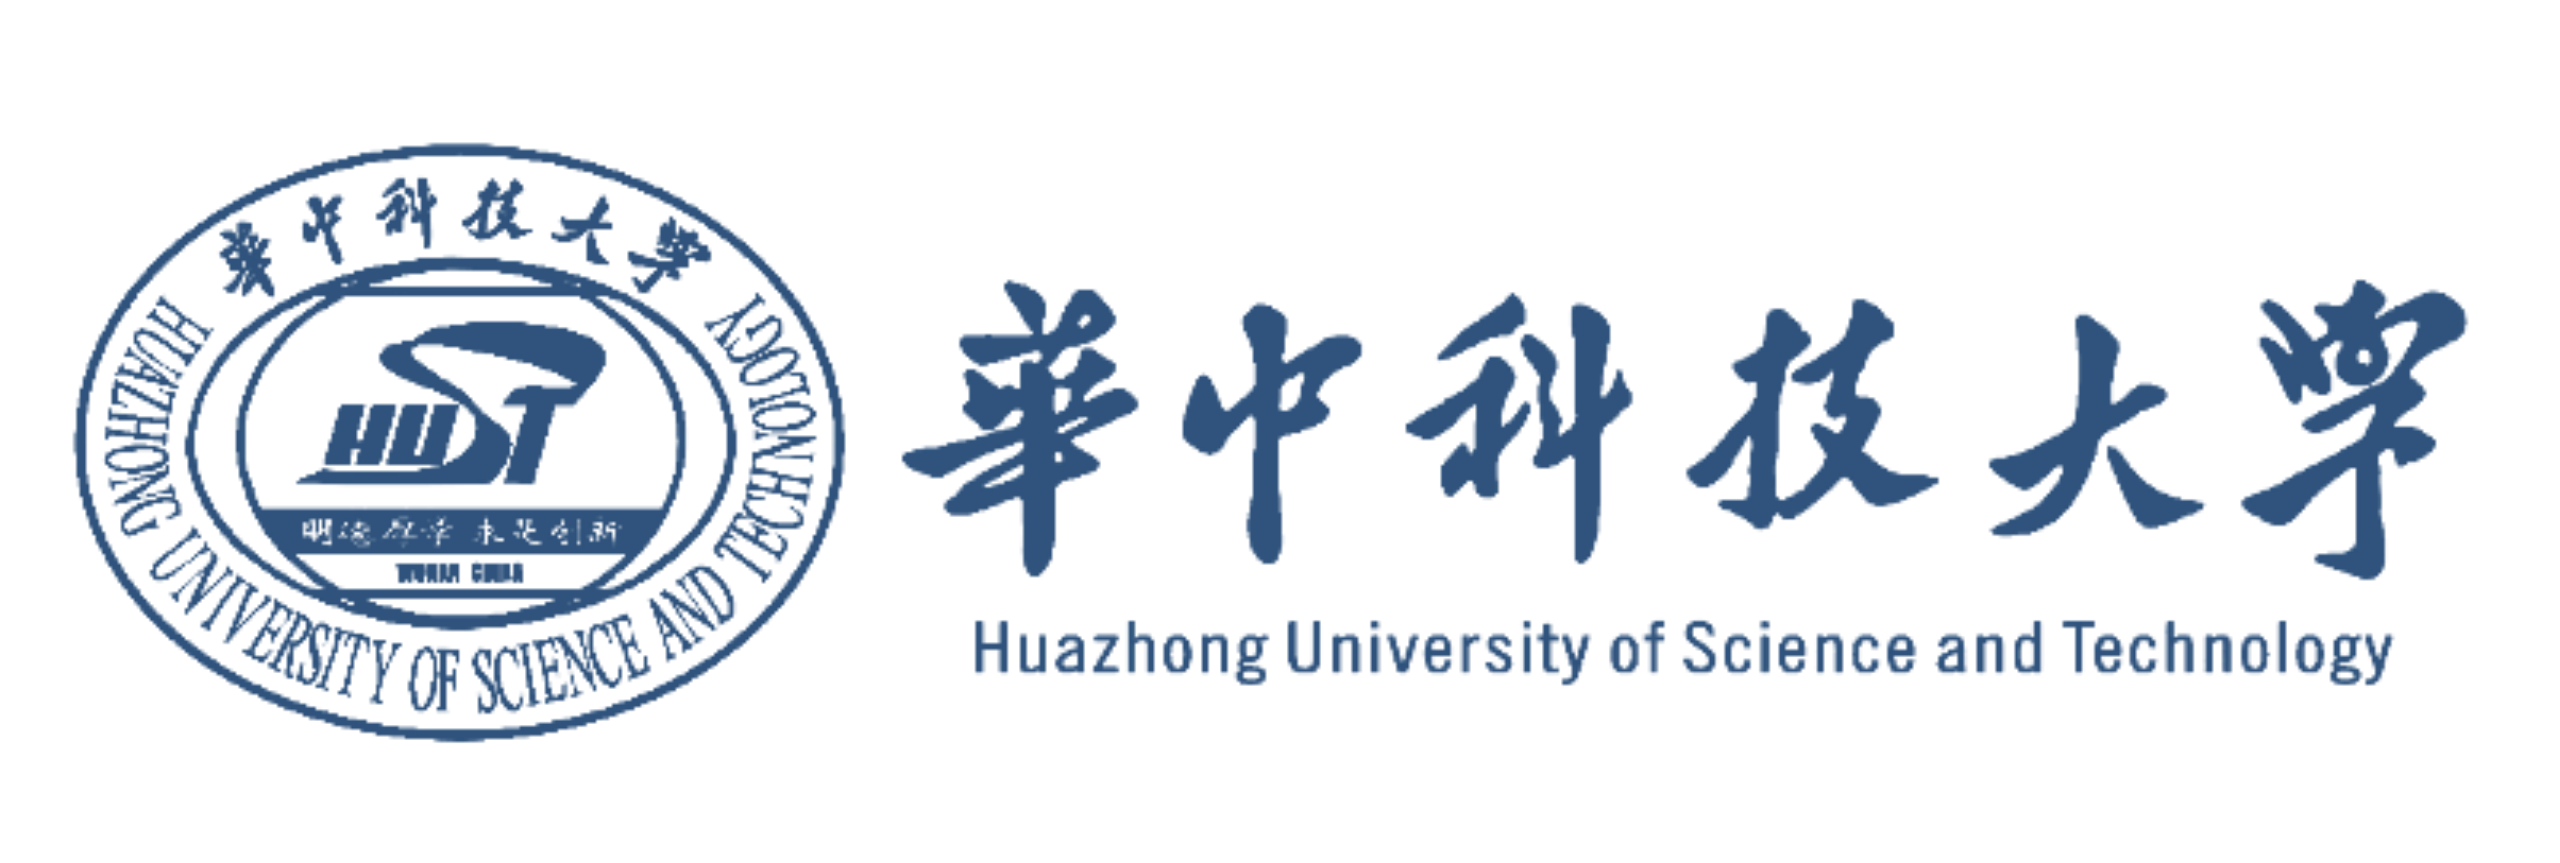 華中科技大學
HUAZHONG UNIVERSITY OF SCIENCE AND TECHNOLOGY
HUST
明德厚学 求是创新
WUHAN CHINA
華中科技大學
Huazhong University of Science and Technology